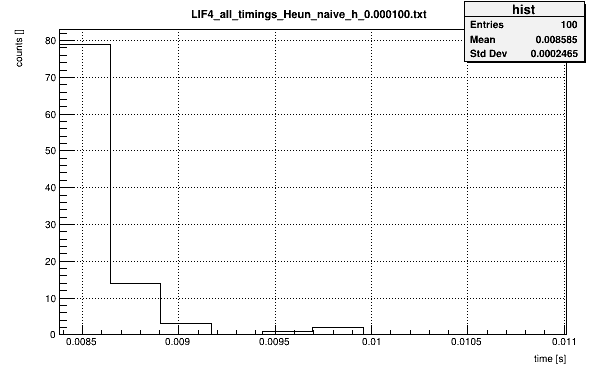 LIF4_all_timings_Heun_naive_h_0.000100.txt
hist
Entries 100
Mean 0.008585
Std Dev 0.0002465
counts []
80
70
60
50
40
30
20
10
0
0.0085 0.009 0.0095 0.01 0.0105 0.011
time [s]